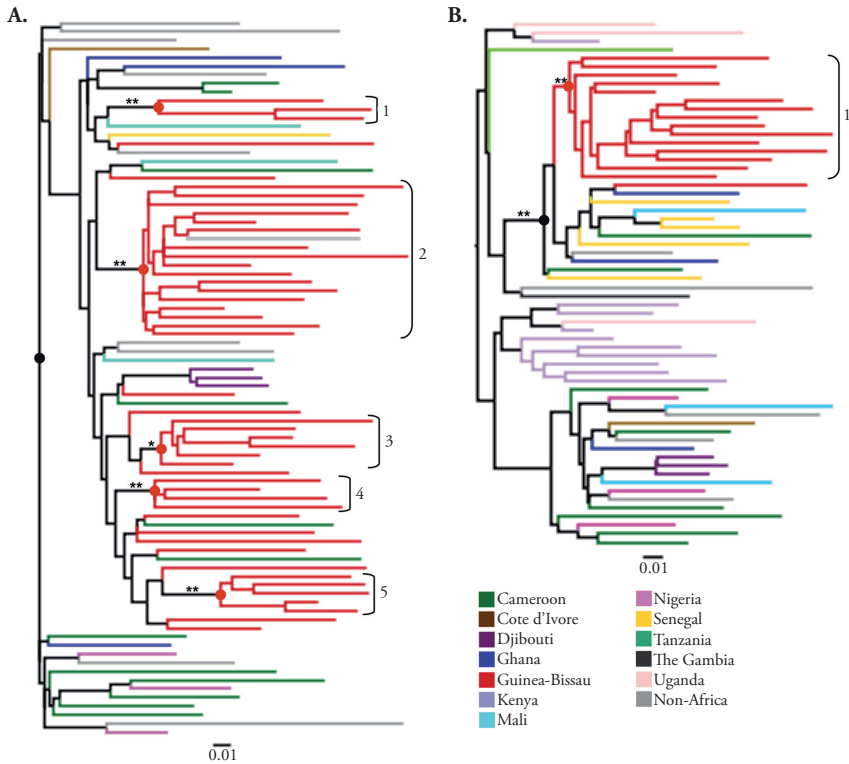 A.
**
1
**
2
*
3
**
4
**
5
0.01
B.
**
1
**
0.01
Cameroon
Cote d'Ivore
Djibouti
Ghana
Guinea-Bissau
Kenya
Mali
Nigeria
Senegal
Tanzania
The Gambia
Uganda
Non-Africa